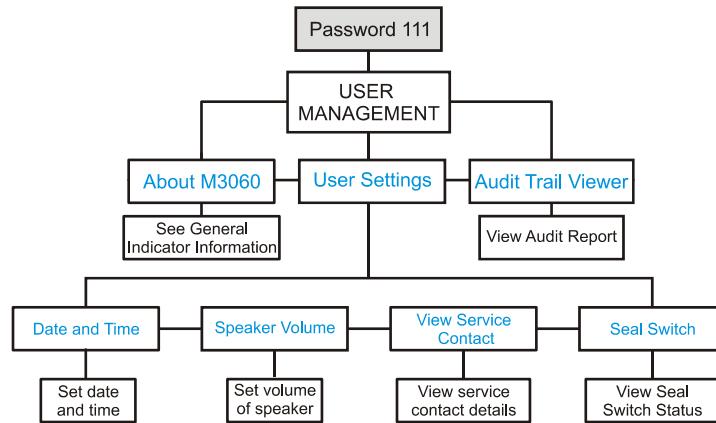 Password 111
USER
MANAGEMENT
About M3060
User Settings
Audit Trail Viewer
See General
Indicator Information
View Audit Report
Date and Time
Speaker Volume
View Service
Contact
Seal Switch
Set date
and time
Set volume
of speaker
View service
contact details
View Seal
Switch Status